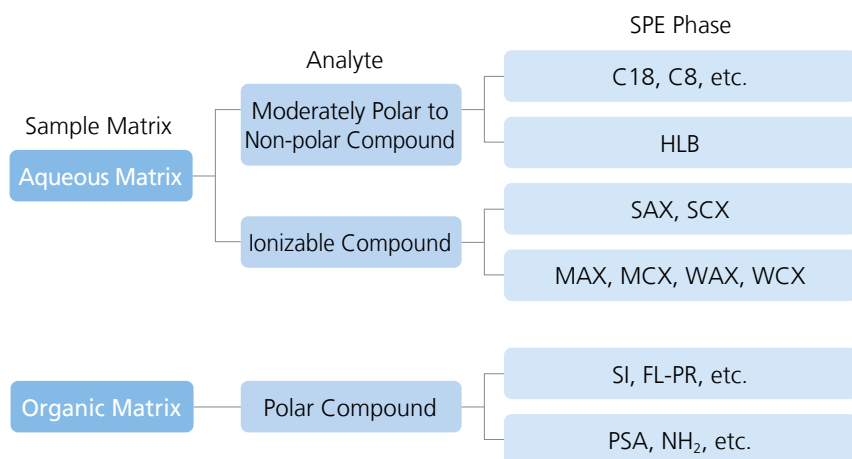 SPE Phase
Analyte
Sample Matrix
C18, C8, etc.
Moderately Polar to
Non-polar Compound
HLB
Aqueous Matrix
SAX, SCX
Ionizable Compound
MAX, MCX, WAX, WCX
SI, FL-PR, etc.
Organic Matrix
Polar Compound
PSA, NH₂, etc.